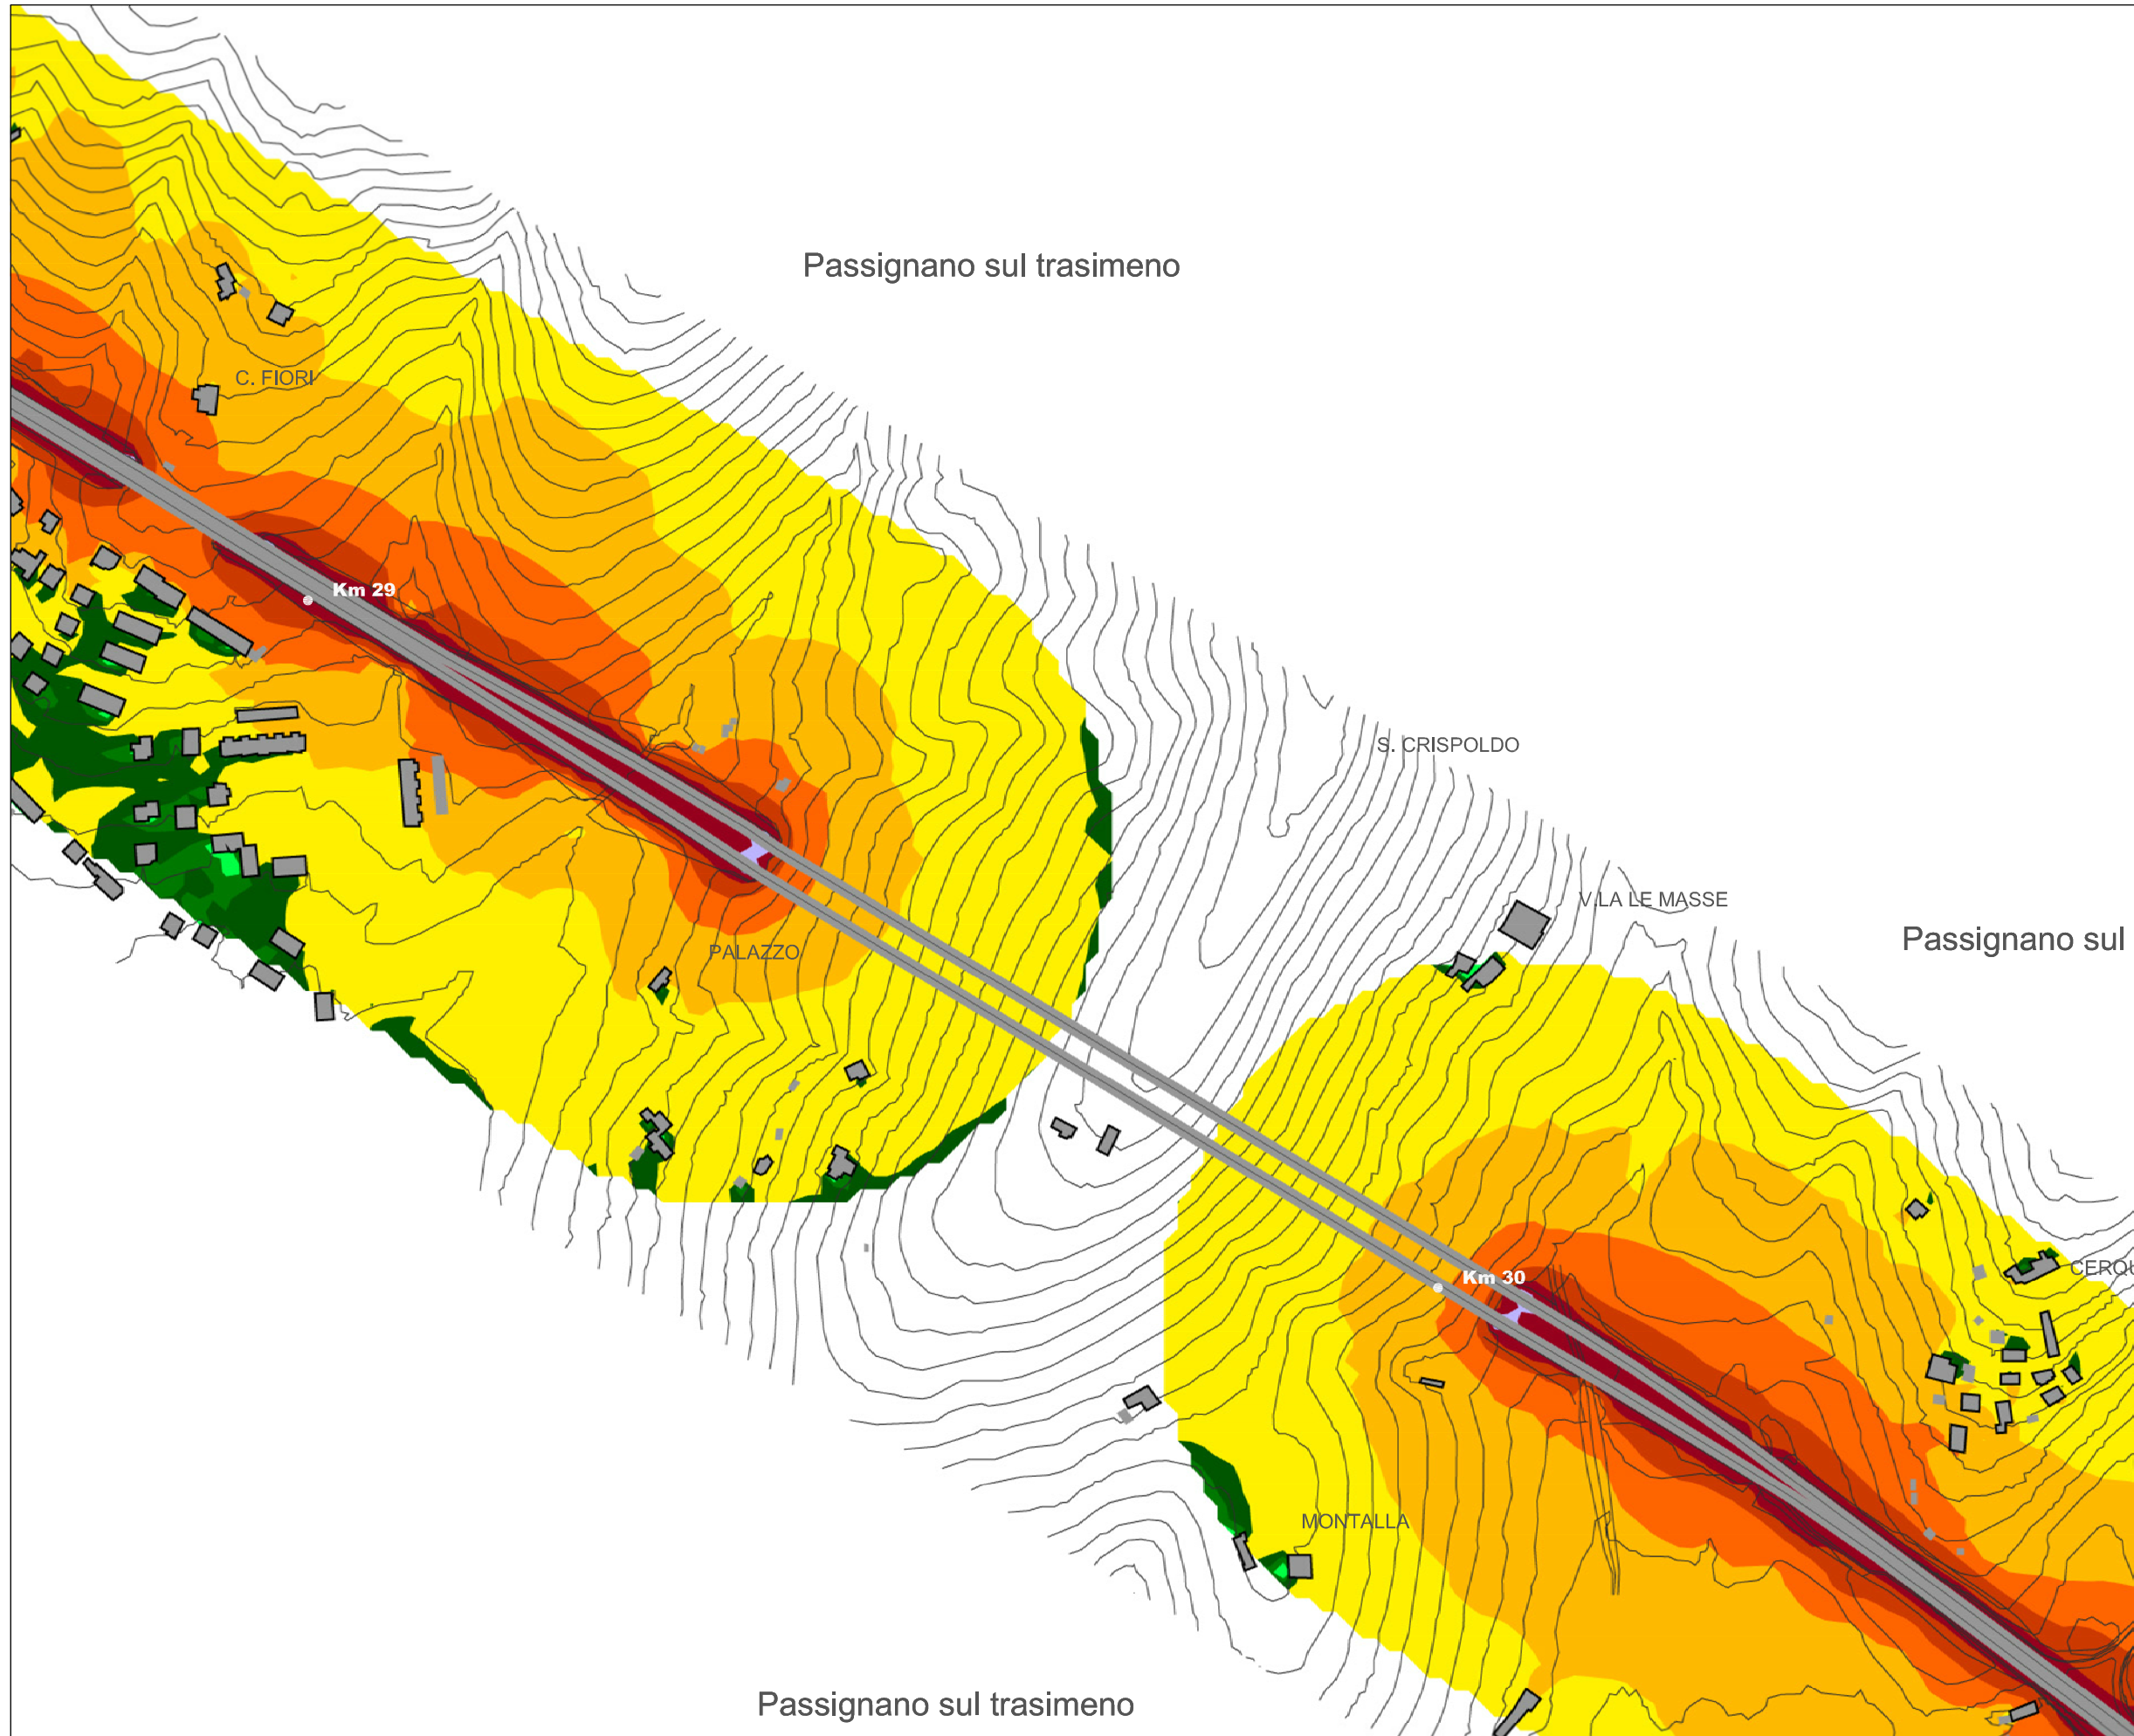 Passignano sul trasimeno
C. FIORI
Km 29
S. CRISPOLDO
V.LA LE MASSE
Passignano sul
PALAZZO
Km 30
CERQU
MONTALLA
Passignano sul trasimeno